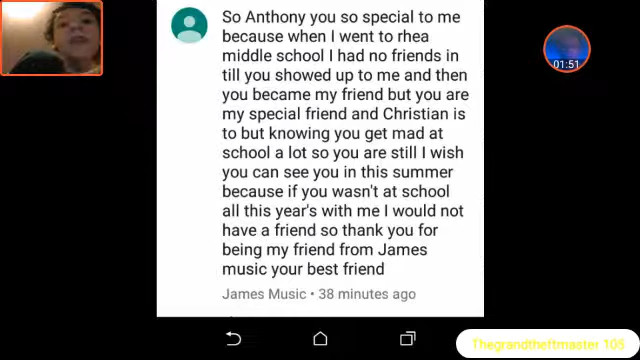 So Anthony you so special to me
because when I went to rhea
middle school I had no friends in
till you showed up to me and then
you became my friend but you are
my special friend and Christian is
to but knowing you get mad at
school a lot so you are still I wish
you can see you in this summer
because if you wasn't at school
all this year's with me I would not
have a friend so thank you for
being my friend from James
music your best friend
James Music • 38 minutes ago
01:51
Thegrandtheftmaster 105